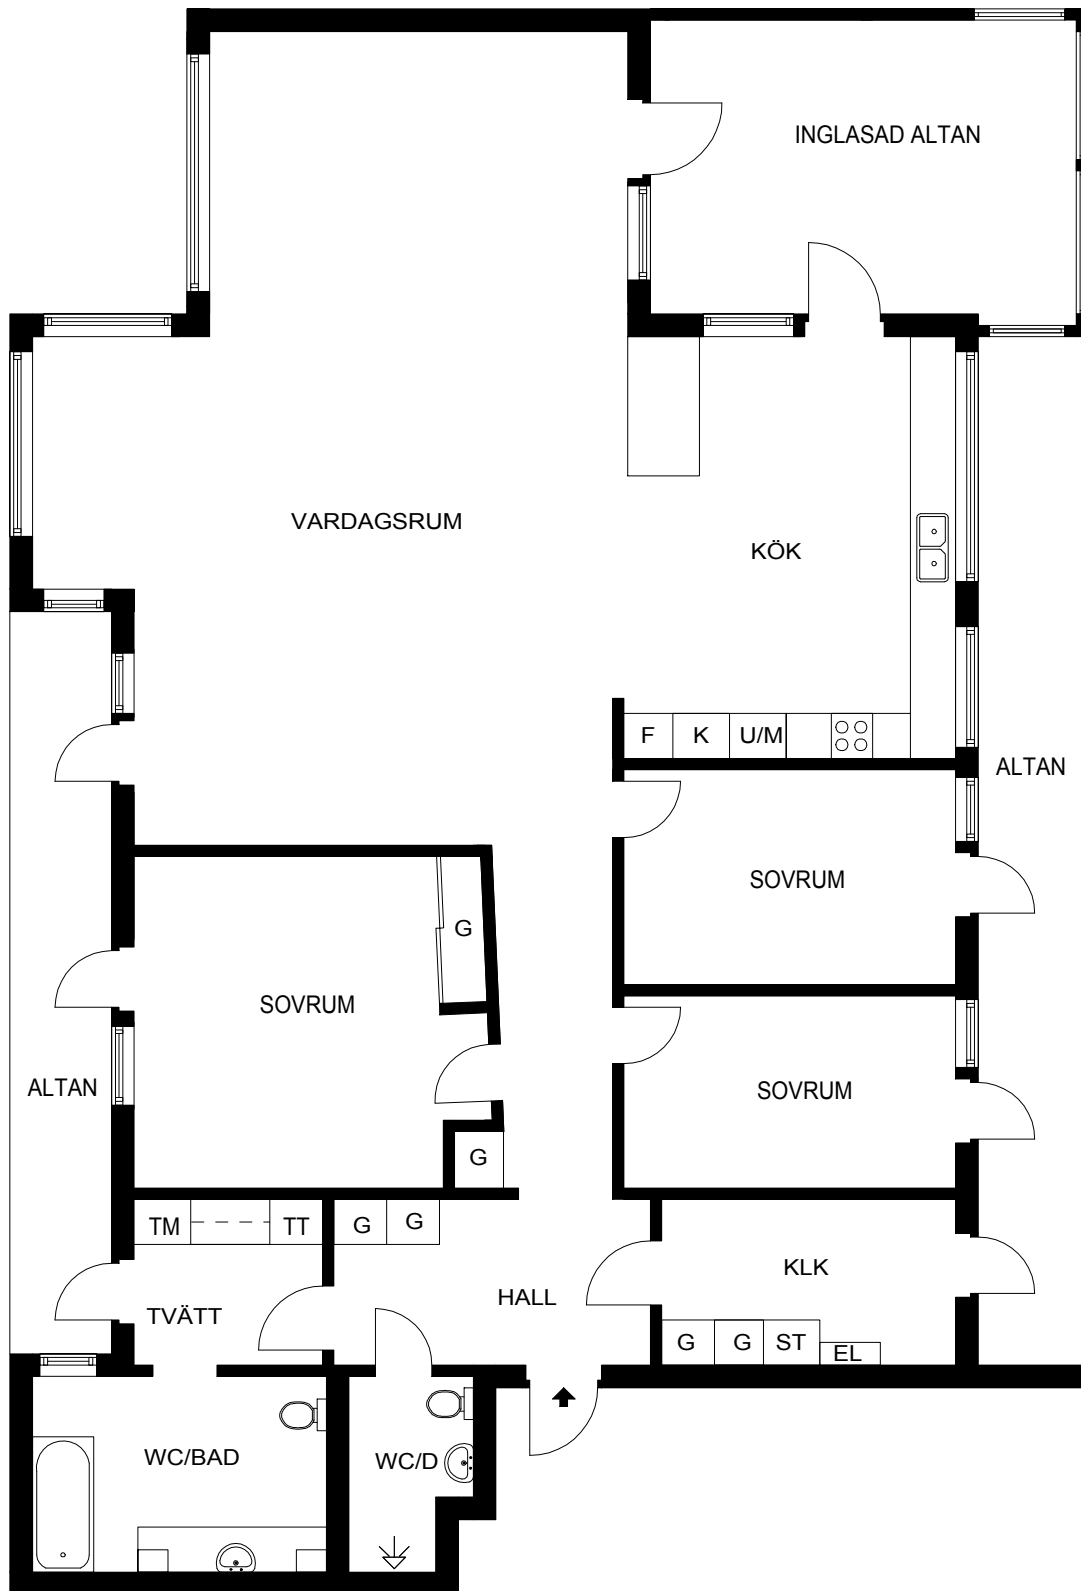 INGLASAD ALTAN
VARDAGSRUM
KÖK
F
K
U/M
ALTAN
SOVRUM
G
SOVRUM
ALTAN
SOVRUM
G
TM
TT
G
G
KLK
HALL
TVÄTT
G
G
ST
EL
WC/BAD
WC/D